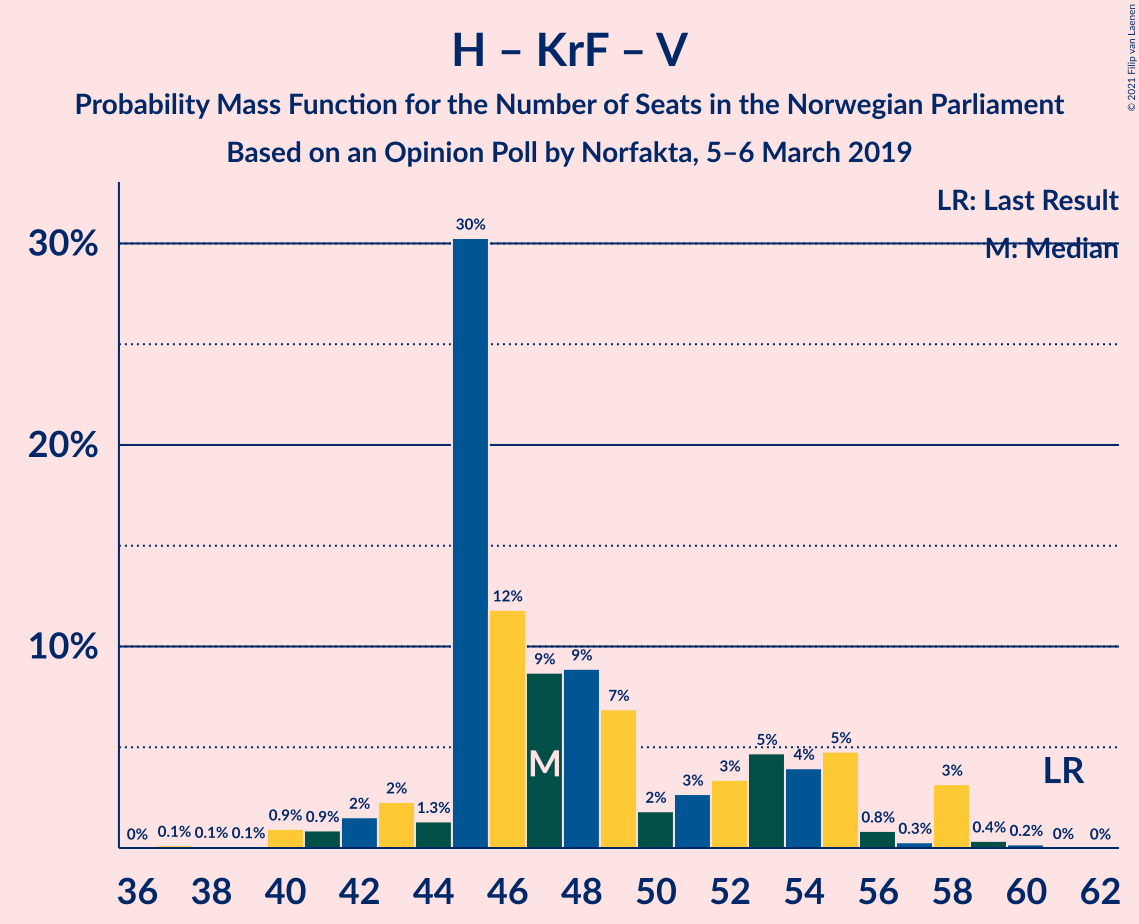 H – KrF – V
Probability Mass Function for the Number of Seats in the Norwegian Parliament
Based on an Opinion Poll by Norfakta, 5–6 March 2019
© 2021 Filip van Laenen
LR: Last Result
M: Median
30%
20%
10%
0% 0.1% 0.1% 0.1% 0.9% 0.9% 2% 2% 1.3% 30% 12% 9% 9% 7% 2% 3% 3% 5% 4% 5% 0.8% 0.3% 3% 0.4% 0.2% 0% 0%
M
LR
36 38 40 42 44 46 48 50 52 54 56 58 60 62